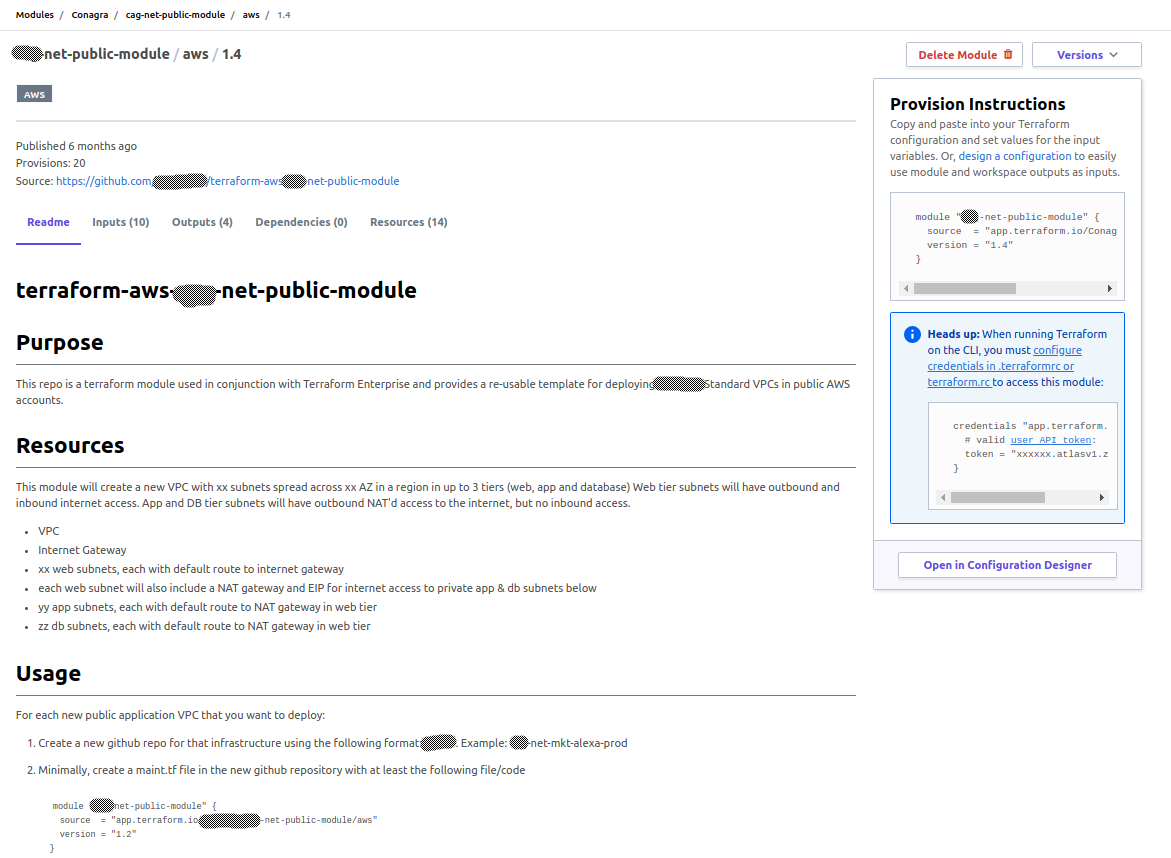 Modules / Conagra / cag-net-public-module / aws / 1.4
-net-public-module / aws / 1.4
Delete Module
Versions
AWS
Published 6 months ago
Provisions: 20
Source: https://github.com/ /terraform-aws net-public-module
Readme Inputs (10) Outputs (4) Dependencies (0) Resources (14)
terraform-aws- -net-public-module
Purpose
This repo is a terraform module used in conjunction with Terraform Enterprise and provides a re-usable template for deploying Standard VPCs in public AWS
accounts.
Resources
This module will create a new VPC with xx subnets spread across xx AZ in a region in up to 3 tiers (web, app and database) Web tier subnets will have outbound and
inbound internet access. App and DB tier subnets will have outbound NAT'd access to the internet, but no inbound access.
• VPC
• Internet Gateway
• xx web subnets, each with default route to internet gateway
• each web subnet will also include a NAT gateway and EIP for internet access to private app & db subnets below
• yy app subnets, each with default route to NAT gateway in web tier
• zz db subnets, each with default route to NAT gateway in web tier
Usage
For each new public application VPC that you want to deploy:
1. Create a new github repo for that infrastructure using the following format . Example: -net-mkt-alexa-prod
2. Minimally, create a maint.tf file in the new github repository with at least the following file/code
module net-public-module" {
source = "app.terraform.io -net-public-module/aws"
version = "1.2"
}
Provision Instructions
Copy and paste into your Terraform
configuration and set values for the input
variables. Or, design a configuration to easily
use module and workspace outputs as inputs.
module " -net-public-module" {
source = "app.terraform.io/Conag
version = "1.4"
}
Heads up: When running Terraform
on the CLI, you must configure
credentials in .terraformrc or
terraform.rc to access this module:
credentials "app.terraform.
# valid user API token:
token = "xxxxxx.atlasv1.z
}
Open in Configuration Designer